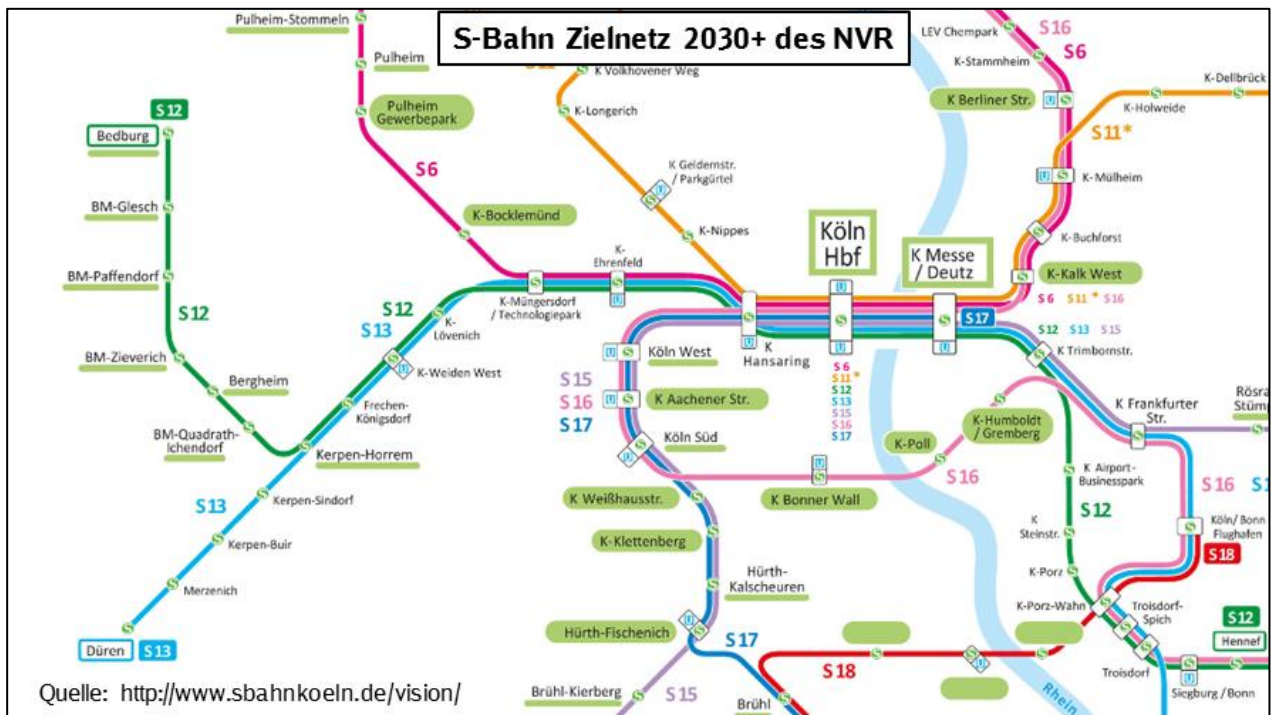 S-Bahn Zielnetz 2030+ des NVR
Pulheim-Stommeln
Pulheim
Pulheim
Gewerbepark
S6
K-Bocklemünd
K Volkhovener Weg
K-Longerich
K Geldernstr.
/ Parkgürtel
U
K-Nippes
LEV Chempark
K-Stammheim
S16
S6
K Berliner Str.
U
K-Dellbrück
K-Holweide
S11*
U
K-Mülheim
K-Buchforst
K-Kalk West
S6 S11* S16
S12
Bedburg
BM-Glesch
BM-Paffendorf
S12
BM-Zieverich
Bergheim
BM-Quadrath-
Ichendorf
Kerpen-Horrem
S12
S13
K-
Lövenich
U
K-Weiden West
Frechen-
Königsdorf
Kerpen-Sindorf
S13
Kerpen-Buir
Merzenich
Düren
S13
K-Müngersdorf
/ Technologiepark
K-
Ehrenfeld
U
K
Hansaring
U
Köln
Hbf
U
U
S6
S11*
S12
S13
S15
S16
S17
K Messe
/ Deutz
U
S17
S12 S13 S15
K Trimbornstr.
U
Köln West
S15
S16
S17
U
K Aachener Str.
U
Köln Süd
K Weißhausstr.
K-Klettenberg
Hürth-
Kalscheuren
U
Hürth-Fischenich
S17
Brühl-Kierberg
S15
Brühl
S18
U
U
K Bonner Wall
K-Poll
K-Humboldt
/ Gremberg
S16
K Frankfurter
Str.
K Airport-
Businesspark
S12
K
Steinstr.
K-Porz
K-Porz-Wahn
S16
Köln/Bonn
Flughafen
S18
Troisdorf-
Spich
Troisdorf
S12
Hennef
U
Siegburg/Bonn
Rhein
Quelle: http://www.sbahnkoeln.de/vision/